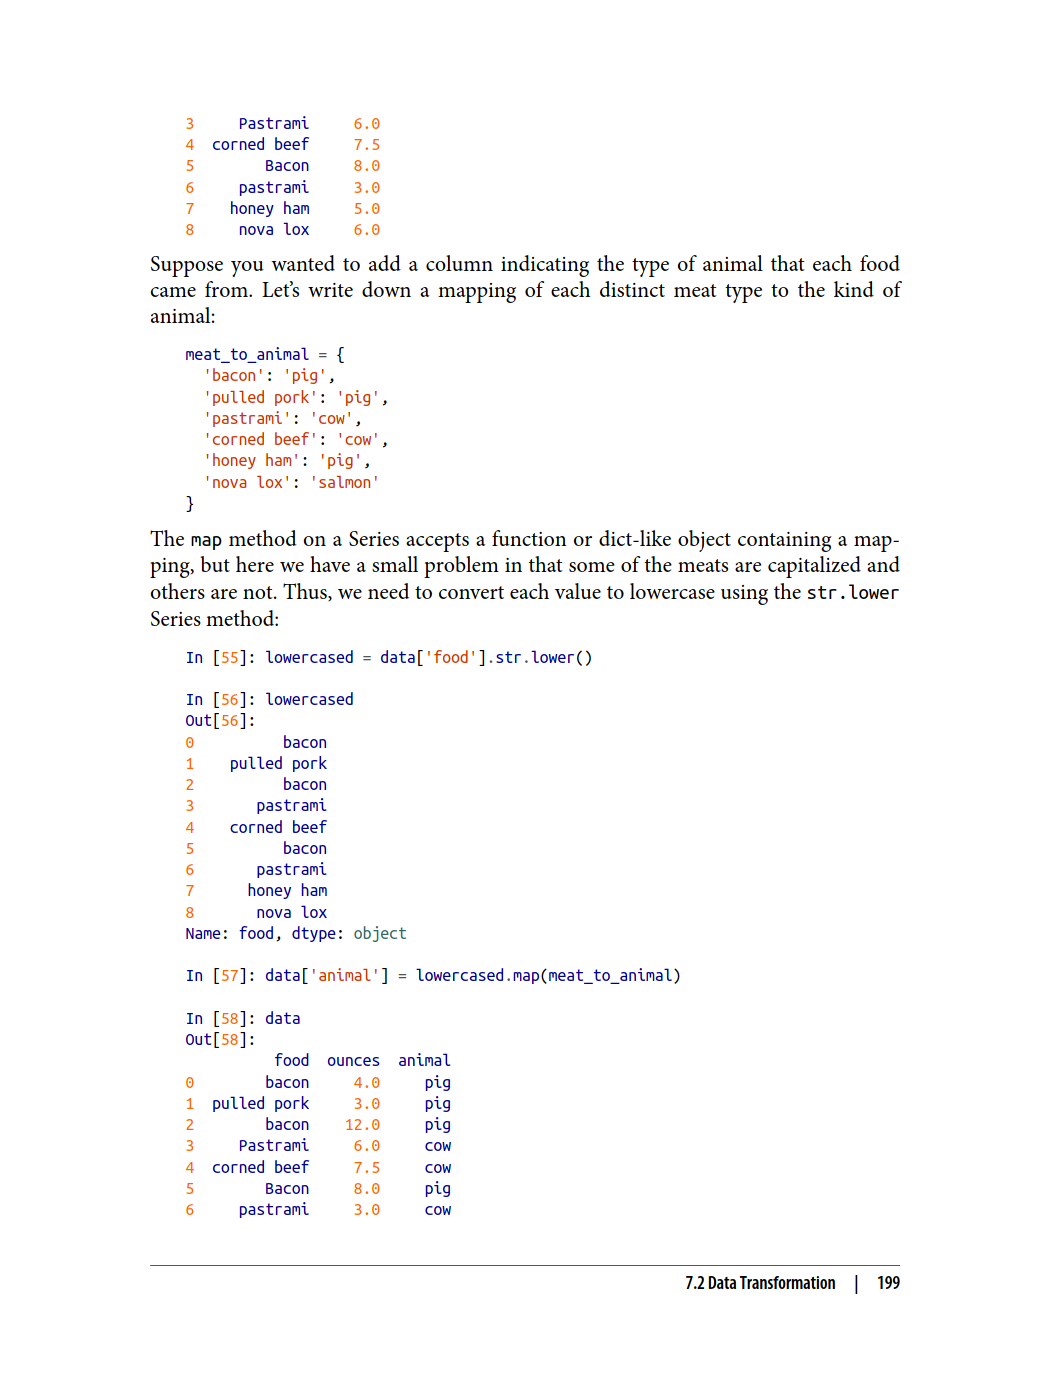 3     Pastrami     6.0
4  corned beef     7.5
5        Bacon     8.0
6     pastrami     3.0
7    honey ham     5.0
8     nova lox     6.0
Suppose you wanted to add a column indicating the type of animal that each food
came from. Let’s write down a mapping of each distinct meat type to the kind of
animal:
meat_to_animal = {
  'bacon': 'pig',
  'pulled pork': 'pig',
  'pastrami': 'cow',
  'corned beef': 'cow',
  'honey ham': 'pig',
  'nova lox': 'salmon'
}
The map method on a Series accepts a function or dict-like object containing a map-
ping, but here we have a small problem in that some of the meats are capitalized and
others are not. Thus, we need to convert each value to lowercase using the str.lower
Series method:
In [55]: lowercased = data['food'].str.lower()
In [56]: lowercased
Out[56]:
0          bacon
1    pulled pork
2          bacon
3       pastrami
4    corned beef
5          bacon
6       pastrami
7      honey ham
8       nova lox
Name: food, dtype: object
In [57]: data['animal'] = lowercased.map(meat_to_animal)
In [58]: data
Out[58]:
          food  ounces  animal
0        bacon     4.0     pig
1  pulled pork     3.0     pig
2        bacon    12.0     pig
3     Pastrami     6.0     cow
4  corned beef     7.5     cow
5        Bacon     8.0     pig
6     pastrami     3.0     cow
7.2 Data Transformation | 199